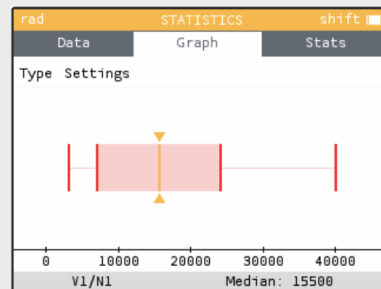 rad STATISTICS shift
Data Graph Stats
Type Settings
0 10000 20000 30000 40000
V1/N1 Median: 15500